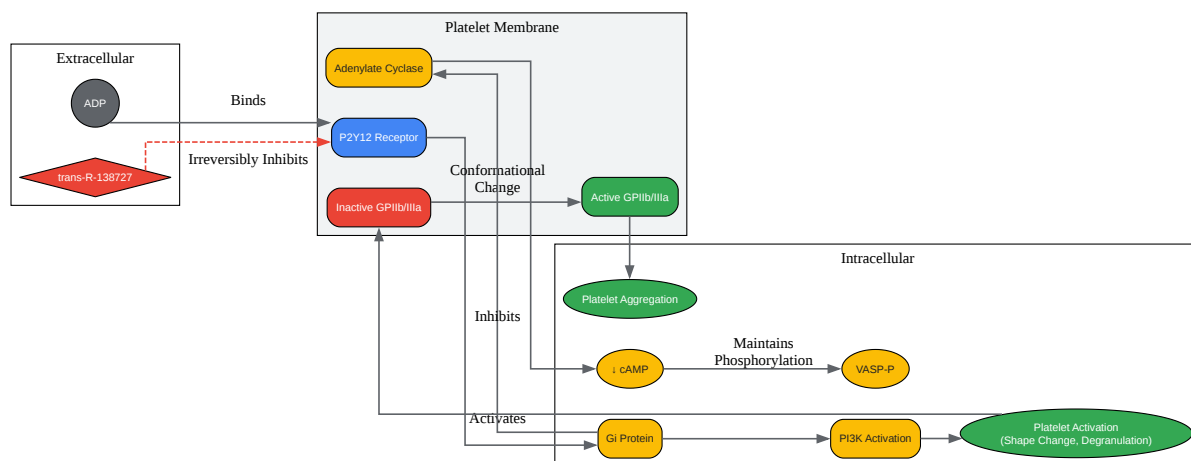 Platelet Membrane
Extracellular
Adenylate Cyclase
ADP
Binds
P2Y12 Receptor
Irreversibly Inhibits
trans-R-138727
Conformational
Change
Inactive GPIIb/IIIa
Active GPIIb/IIIa
Intracellular
Platelet Aggregation
Inhibits
Maintains
Phosphorylation
↓ cAMP
VASP-P
Activates
Gi Protein
PI3K Activation
Platelet Activation
(Shape Change, Degranulation)